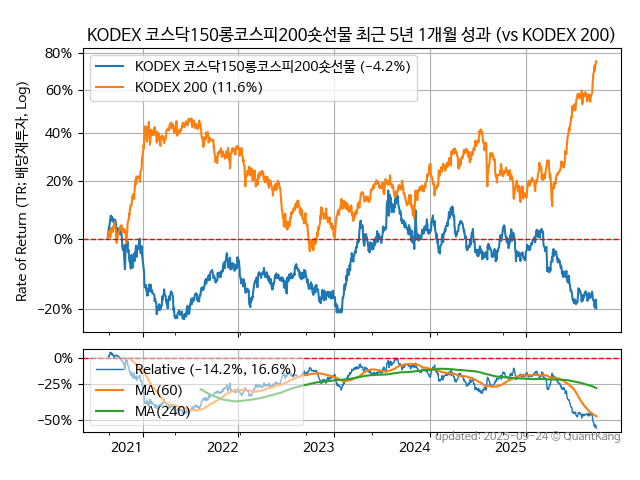 KODEX 코스닥150롱코스피200숏선물 최근 5년 1개월 성과 (vs KODEX 200)
Rate of Return (TR: 배당재투자, Log)
80%
60%
40%
20%
0%
−20%
KODEX 코스닥150롱코스피200숏선물 (−4.2%)
KODEX 200 (11.6%)
0%
−25%
−50%
Relative (−14.2%, 16.6%)
MA(60)
MA(240)
2021
2022
2023
2024
2025
updated: 2025-09-24 © QuantKang